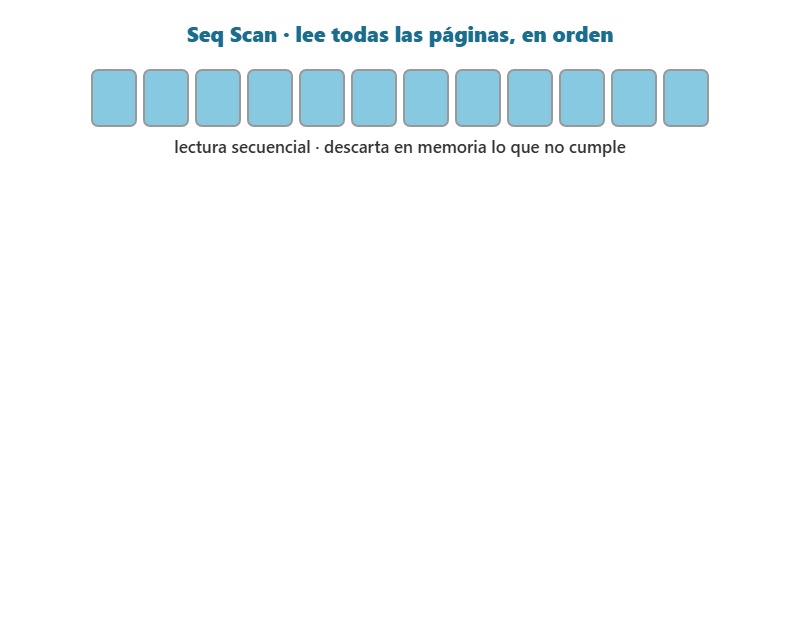 Seq Scan · lee todas las páginas, en orden
lectura secuencial · descarta en memoria lo que no cumple